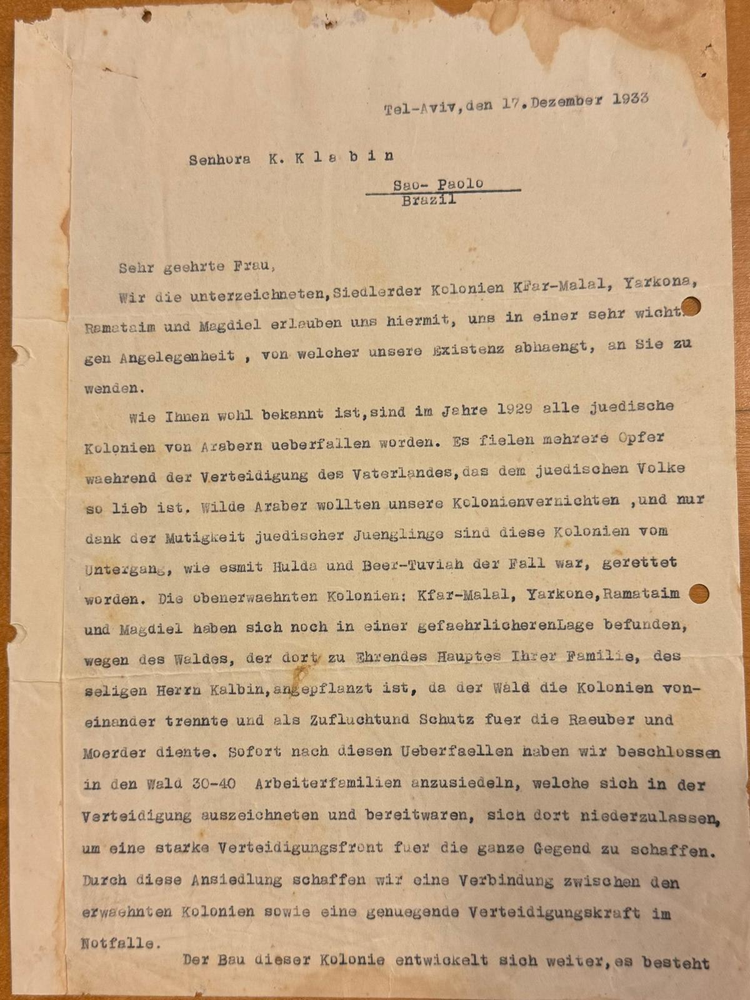 Tel-Aviv,den 17.Dezember 1933
Senhora K. K l a b i n
Sao- Paolo
Brazil
Sehr geehrte Frau,
Wir die unterzeichneten,Siedlerder Kolonien KFar-Malal, Yarkona,
Ramataim und Magdiel erlauben uns hiermit, uns in einer sehr wicht
gen Angelegenheit , von welcher unsere Existenz abhaengt, an Sie zu
wenden.
Wie Ihnen wohl bekannt ist,sind im Jahre 1929 alle juedische
Kolonien von Arabern ueberfallen worden. Es fielen mehrere Opfer
waehrend der Verteidigung des Vaterlandes,das dem juedischen Volke
so lieb ist. Wilde Araber wollten unsere Kolonienvernichten ,und nur
dank der Mutigkeit juedischer Juenglinge sind diese Kolonien vom
Untergang, wie esmit Hulda und Beer-Tuviah der Fall war, gerettet
worden. Die obenerwaehnten Kolonien: Kfar-Malal, Yarkone,Ramataim
und Magdiel haben sich noch in einer gefaehrlicherenLage befunden,
wegen des Waldes, der dort zu Ehrendes Hauptes Ihrer Familie, des
seligen Herrn Kalbin,angepflanzt ist, da der Wald die Kolonien von-
einander trennte und als Zufluchtund Schutz fuer die Raeuber und
Moerder diente. Sofort nach diesen Ueberfaellen haben wir beschlossen
in den Wald 30-40 Arbeiterfamilien anzusiedeln, welche sich in der
Verteidigung auszeichneten und bereitwaren, sich dort niederzulassen,
um eine starke Verteidigungsfront fuer die ganze Gegend zu schaffen.
Durch diese Ansiedlung schaffen wir eine Verbindung zwischen den
erwaehnten Kolonien sowie eine genuegende Verteidigungskraft im
Notfalle.
Der Bau dieser Kolonie entwickelt sich weiter,es besteht